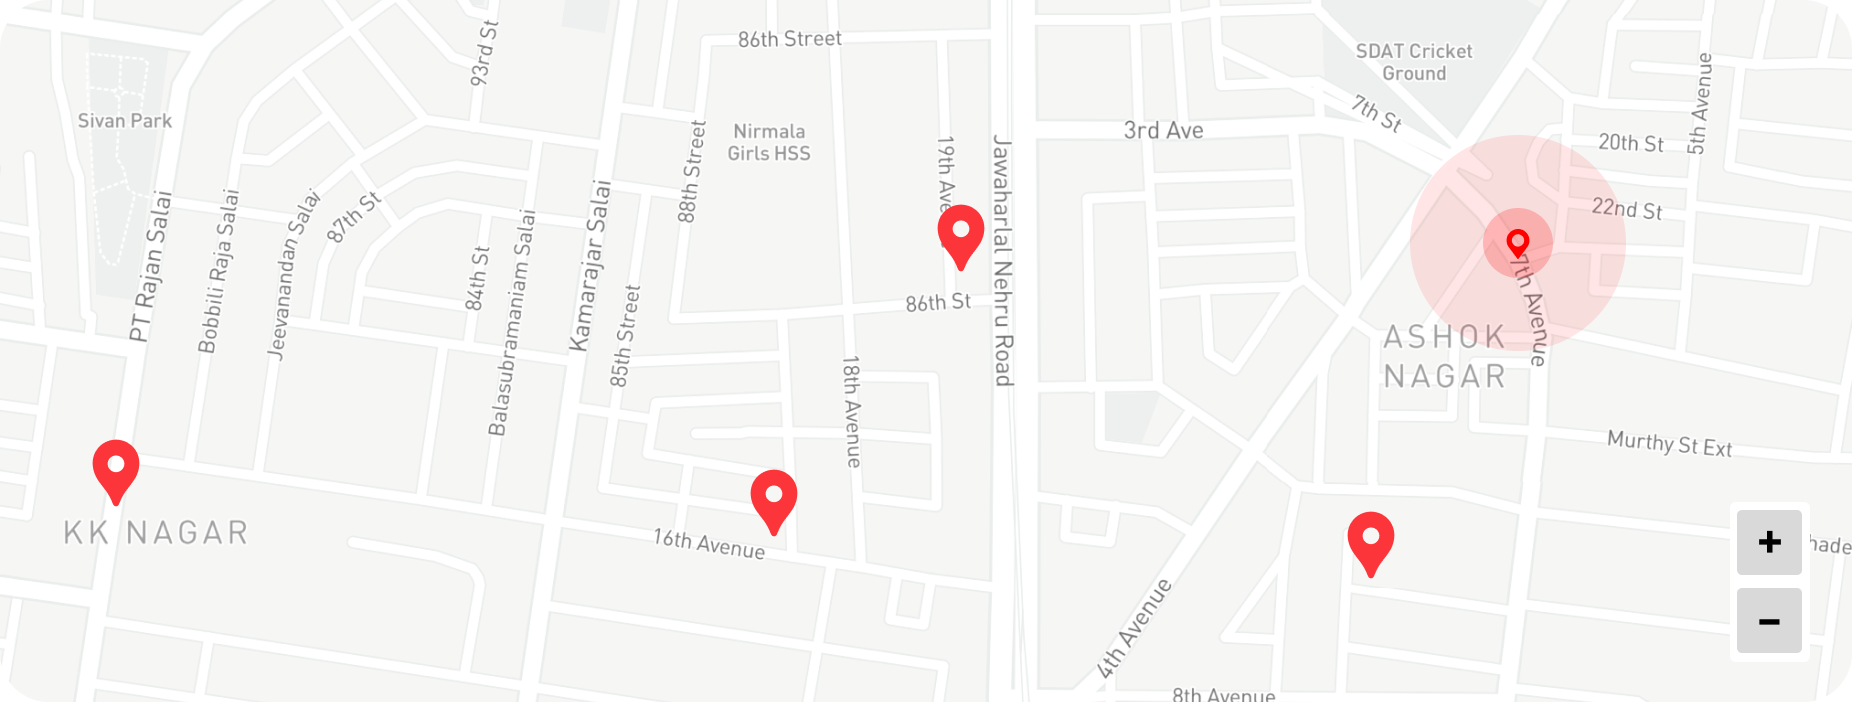 86th Street
93rd St
SDAT Cricket
Ground
5th Avenue
7th St
Sivan Park
Nirmala
Girls HSS
3rd Ave
20th St
88th Street
19th Ave
Jawaharlal Nehru Road
PT Rajan Salai
Bobbili Raja Salai
Jeevanandan Salai
87th St
84th St
Balasubramaniam Salai
Kamarajar Salai
85th Street
22nd St
86th St
7th Avenue
ASHOK
NAGAR
18th Avenue
Murthy St Ext
KK NAGAR
16th Avenue
+
hade
−
4th Avenue
8th Avenue